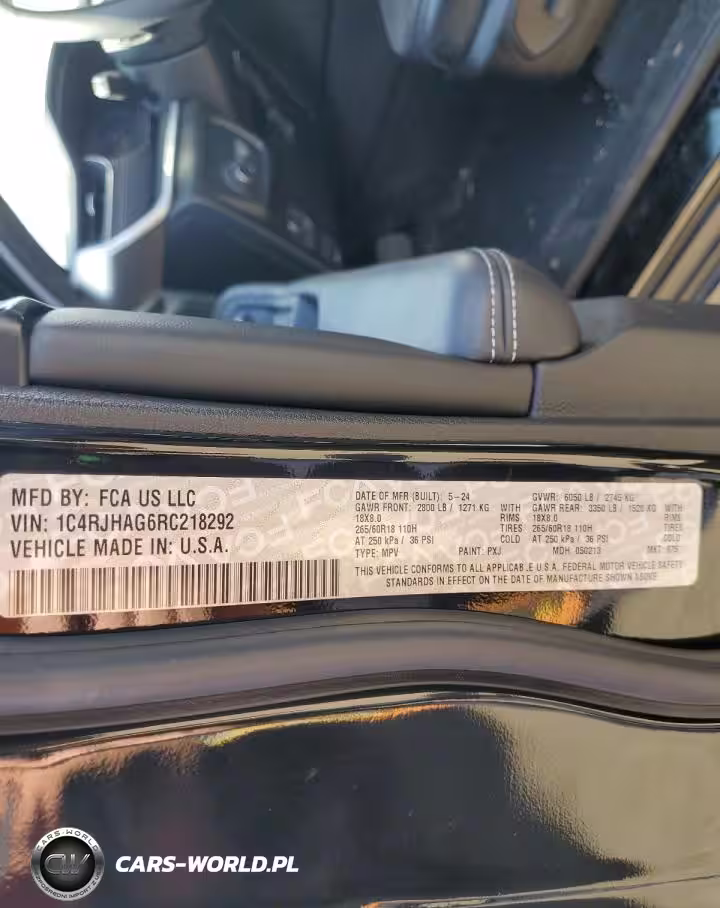 MFD BY: FCA US LLC
VIN: 1C4RJHAG6RC218292
VEHICLE MADE IN: U.S.A.
DATE OF MFR (BUILT): 5-24 GVWR: 6050 LB / 2745 KG
GAWR FRONT: 2800 LB / 1271 KG WITH GAWR REAR: 3350 LB / 1520 KG WITH
18X8.0 RIMS 18X8.0 RIMS
265/60R18 110H TIRES 265/60R18 110H TIRES
AT 250 kPa / 36 PSI COLD AT 250 kPa / 36 PSI COLD
TYPE: MPV PAINT: PXJ MDH: 050213 MKT:
THIS VEHICLE CONFORMS TO ALL APPLICABLE U.S.A. FEDERAL MOTOR VEHICLE SAFETY
STANDARDS IN EFFECT ON THE DATE OF MANUFACTURE SHOWN ABOVE
CARS-WORLD.PL
CARS-WORLD
CW